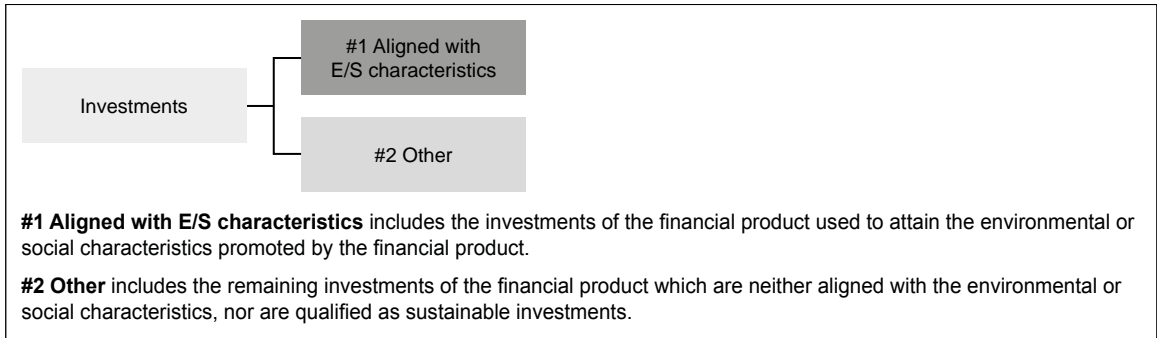 #1 Aligned with
E/S characteristics
Investments
#2 Other
#1 Aligned with E/S characteristics includes the investments of the financial product used to attain the environmental or
social characteristics promoted by the financial product.
#2 Other includes the remaining investments of the financial product which are neither aligned with the environmental or
social characteristics, nor are qualified as sustainable investments.